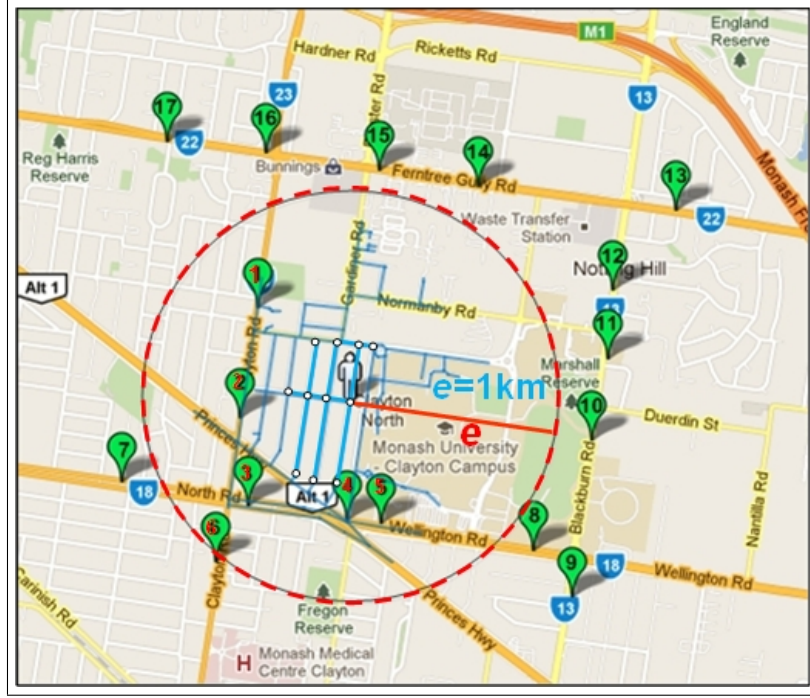 M1
England
Reserve
Hardner Rd
Ricketts Rd
23
13
17
16
15
22
Bunnings
14
Reg Harris
Reserve
Ferntree Gully Rd
13
22
Waste Transfer
Station
12
1
Gardiner Rd
Alt 1
Normanby Rd
11
Marshall
Reserve
2
e=1km
10
Clayton
North
Duerdin St
e
Monash University
- Clayton Campus
7
3
4
5
Alt 1
18
North Rd
Blackburn Rd
Nantilla Rd
6
8
Wellington Rd
9
18
Wellington Rd
13
Fregon
Reserve
Princes Hwy
H
Monash Medical
Centre Clayton